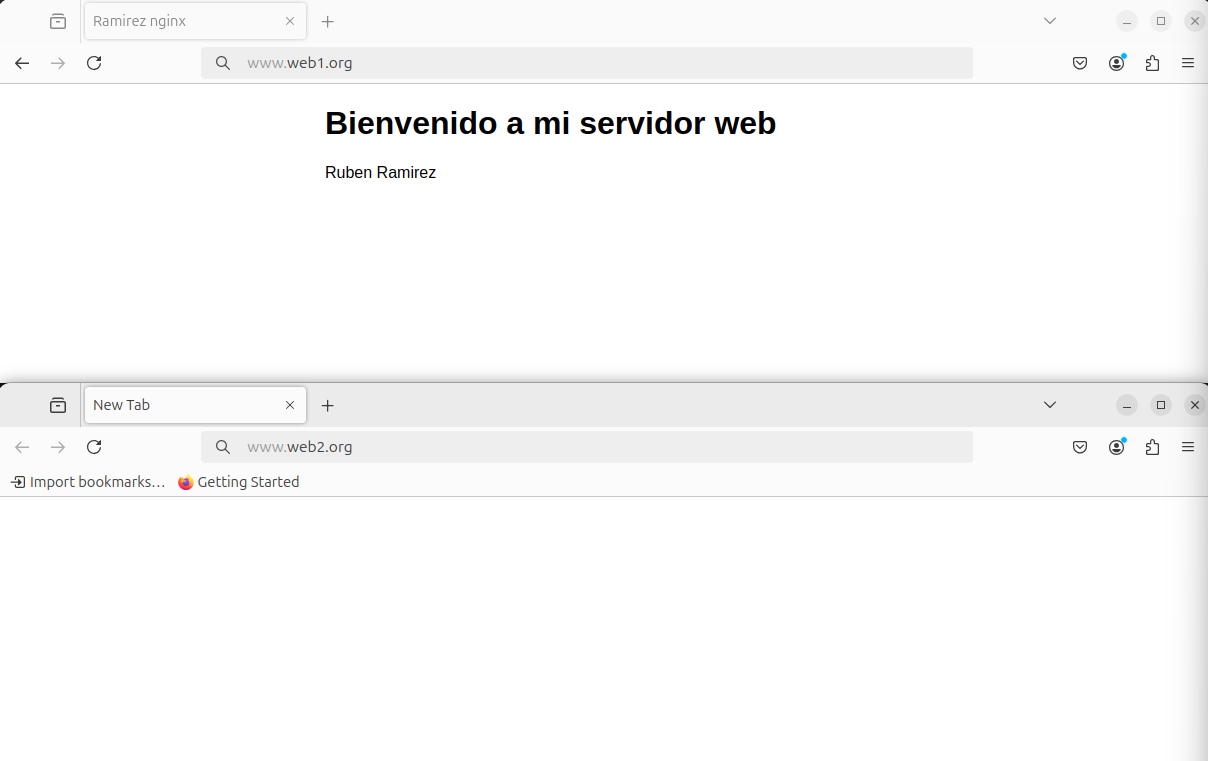 Ramirez nginx
www.web1.org
Bienvenido a mi servidor web
Ruben Ramirez
New Tab
www.web2.org
Import bookmarks… Getting Started